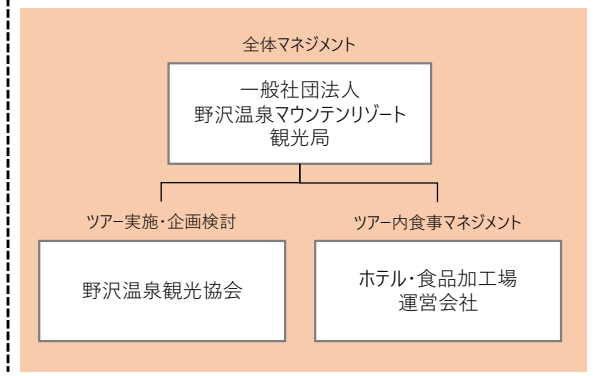 全体マネジメント
一般社団法人
野沢温泉マウンテンリゾート
観光局
ツアー実施・企画検討
ツアー内食事マネジメント
野沢温泉観光協会
ホテル・食品加工場
運営会社